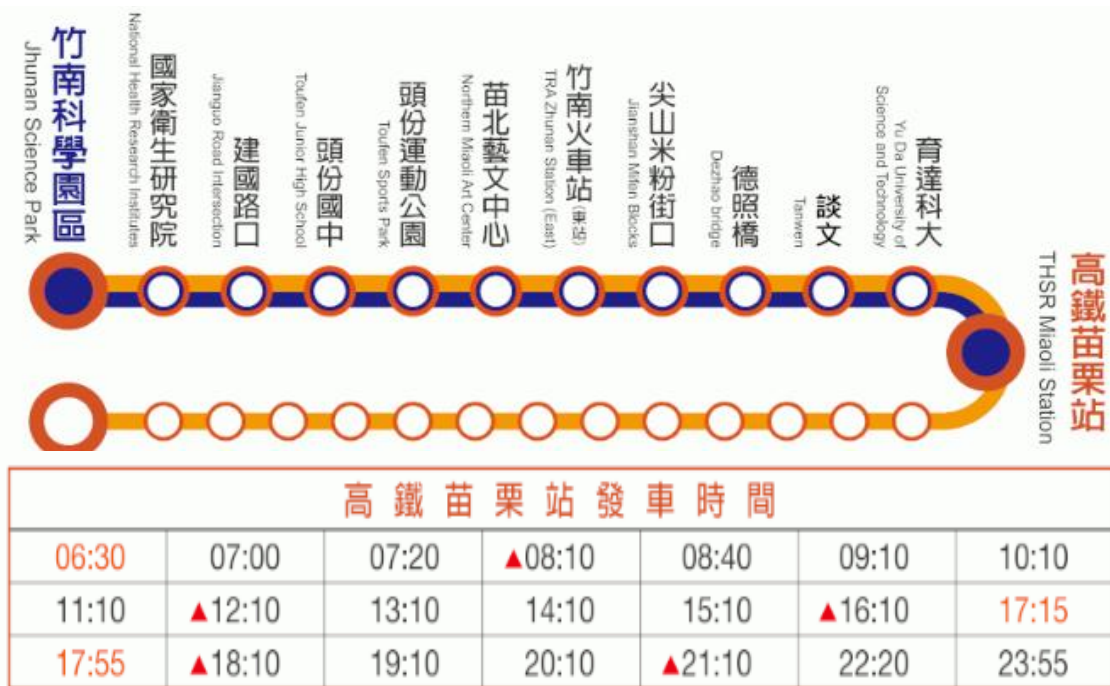 竹南科學園區
Jhunan Science Park
國家衛生研究院
National Health Research Institutes
建國路口
Jianguo Road Intersection
頭份國中
Toufen Junior High School
頭份運動公園
Toufen Sports Park
苗北藝文中心
Northern Miaoli Art Center
竹南火車站(東站)
TRA Zhunan Station (East)
尖山米粉街口
Jianshan Mifen Blocks
德照橋
Dezhao bridge
談文
Tanwen
育達科大
Yu Da University of
Science and Technology
高鐵苗栗站
THSR Miaoli Station
高鐵苗栗站發車時間
06:30 07:00 07:20 ▲08:10 08:40 09:10 10:10
11:10 ▲12:10 13:10 14:10 15:10 ▲16:10 17:15
17:55 ▲18:10 19:10 20:10 ▲21:10 22:20 23:55